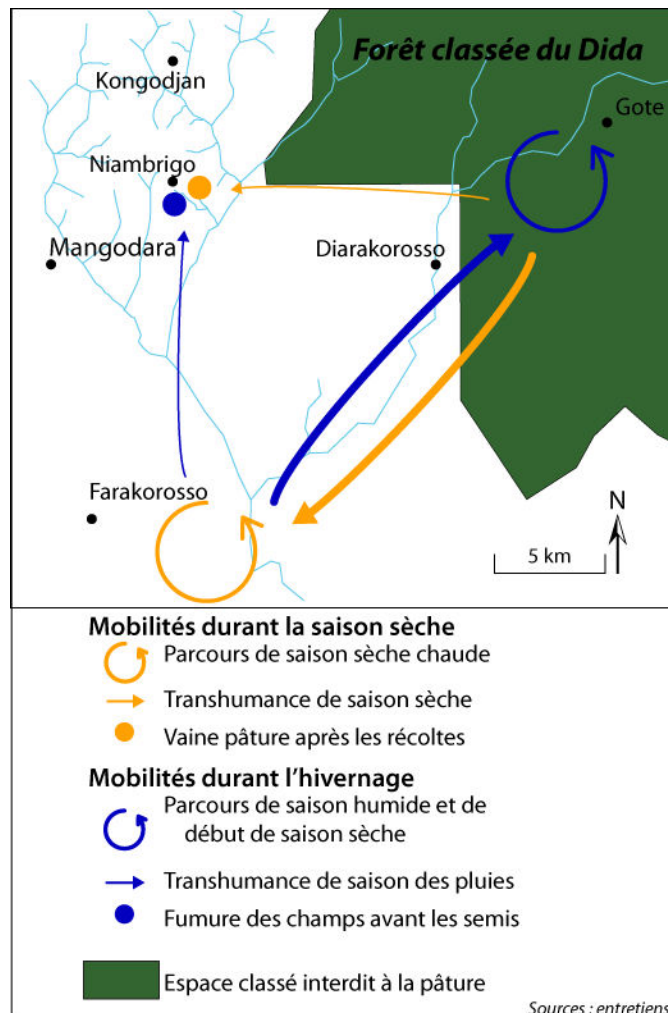 Forêt classée du Dida
Kongodjan
Gote
Niambrigo
Mangodara
Diarakorosso
Farakorosso
N
5 km
Mobilités durant la saison sèche
Parcours de saison sèche chaude
Transhumance de saison sèche
Vaine pâture après les récoltes
Mobilités durant l'hivernage
Parcours de saison humide et de
début de saison sèche
Transhumance de saison des pluies
Fumure des champs avant les semis
Espace classé interdit à la pâture
Sources : entretiens